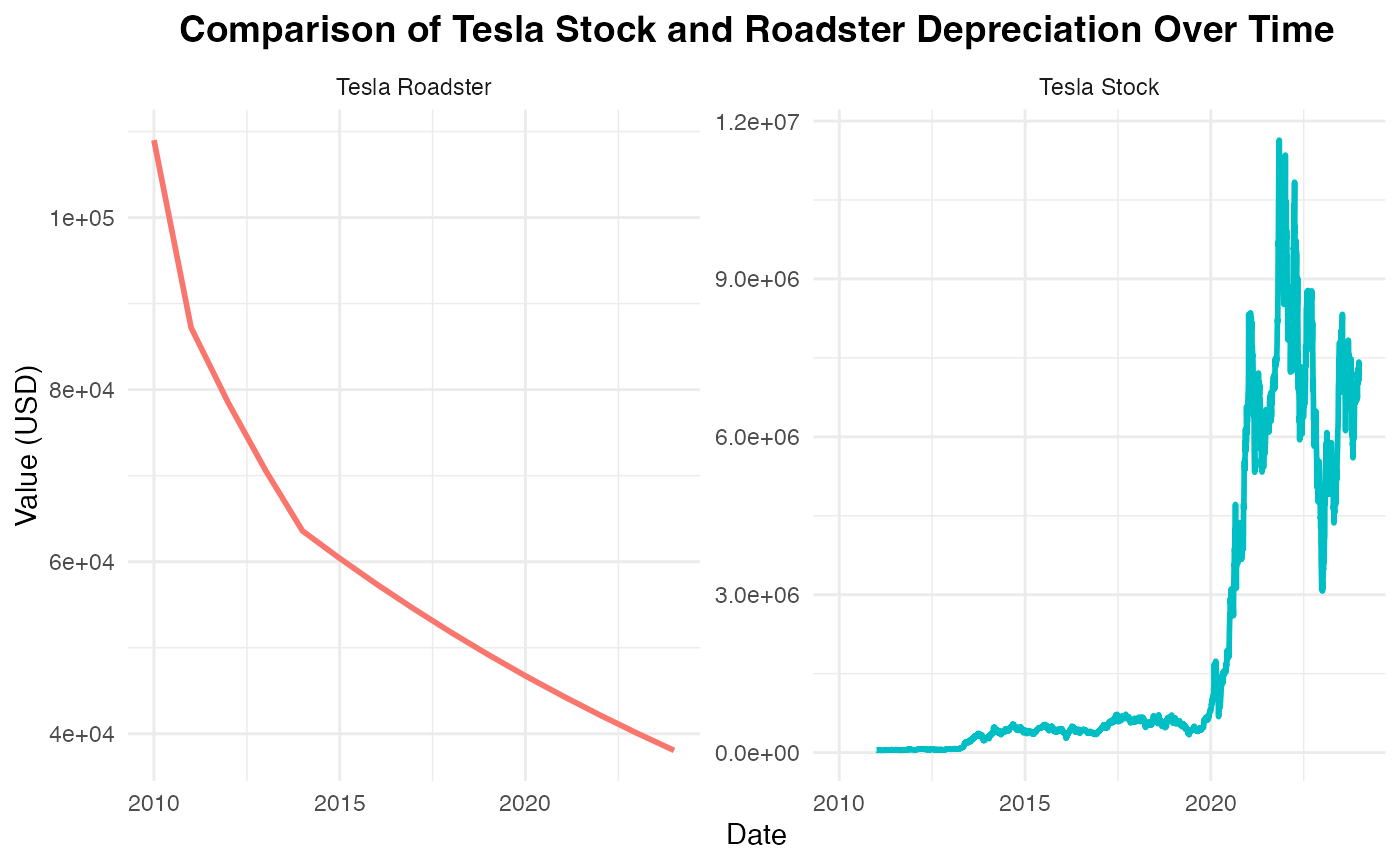 Comparison of Tesla Stock and Roadster Depreciation Over Time
Tesla Roadster
Tesla Stock
Value (USD)
1e+05
8e+04
6e+04
4e+04
2010
2015
2020
1.2e+07
9.0e+06
6.0e+06
3.0e+06
0.0e+00
2010
2015
2020
Date